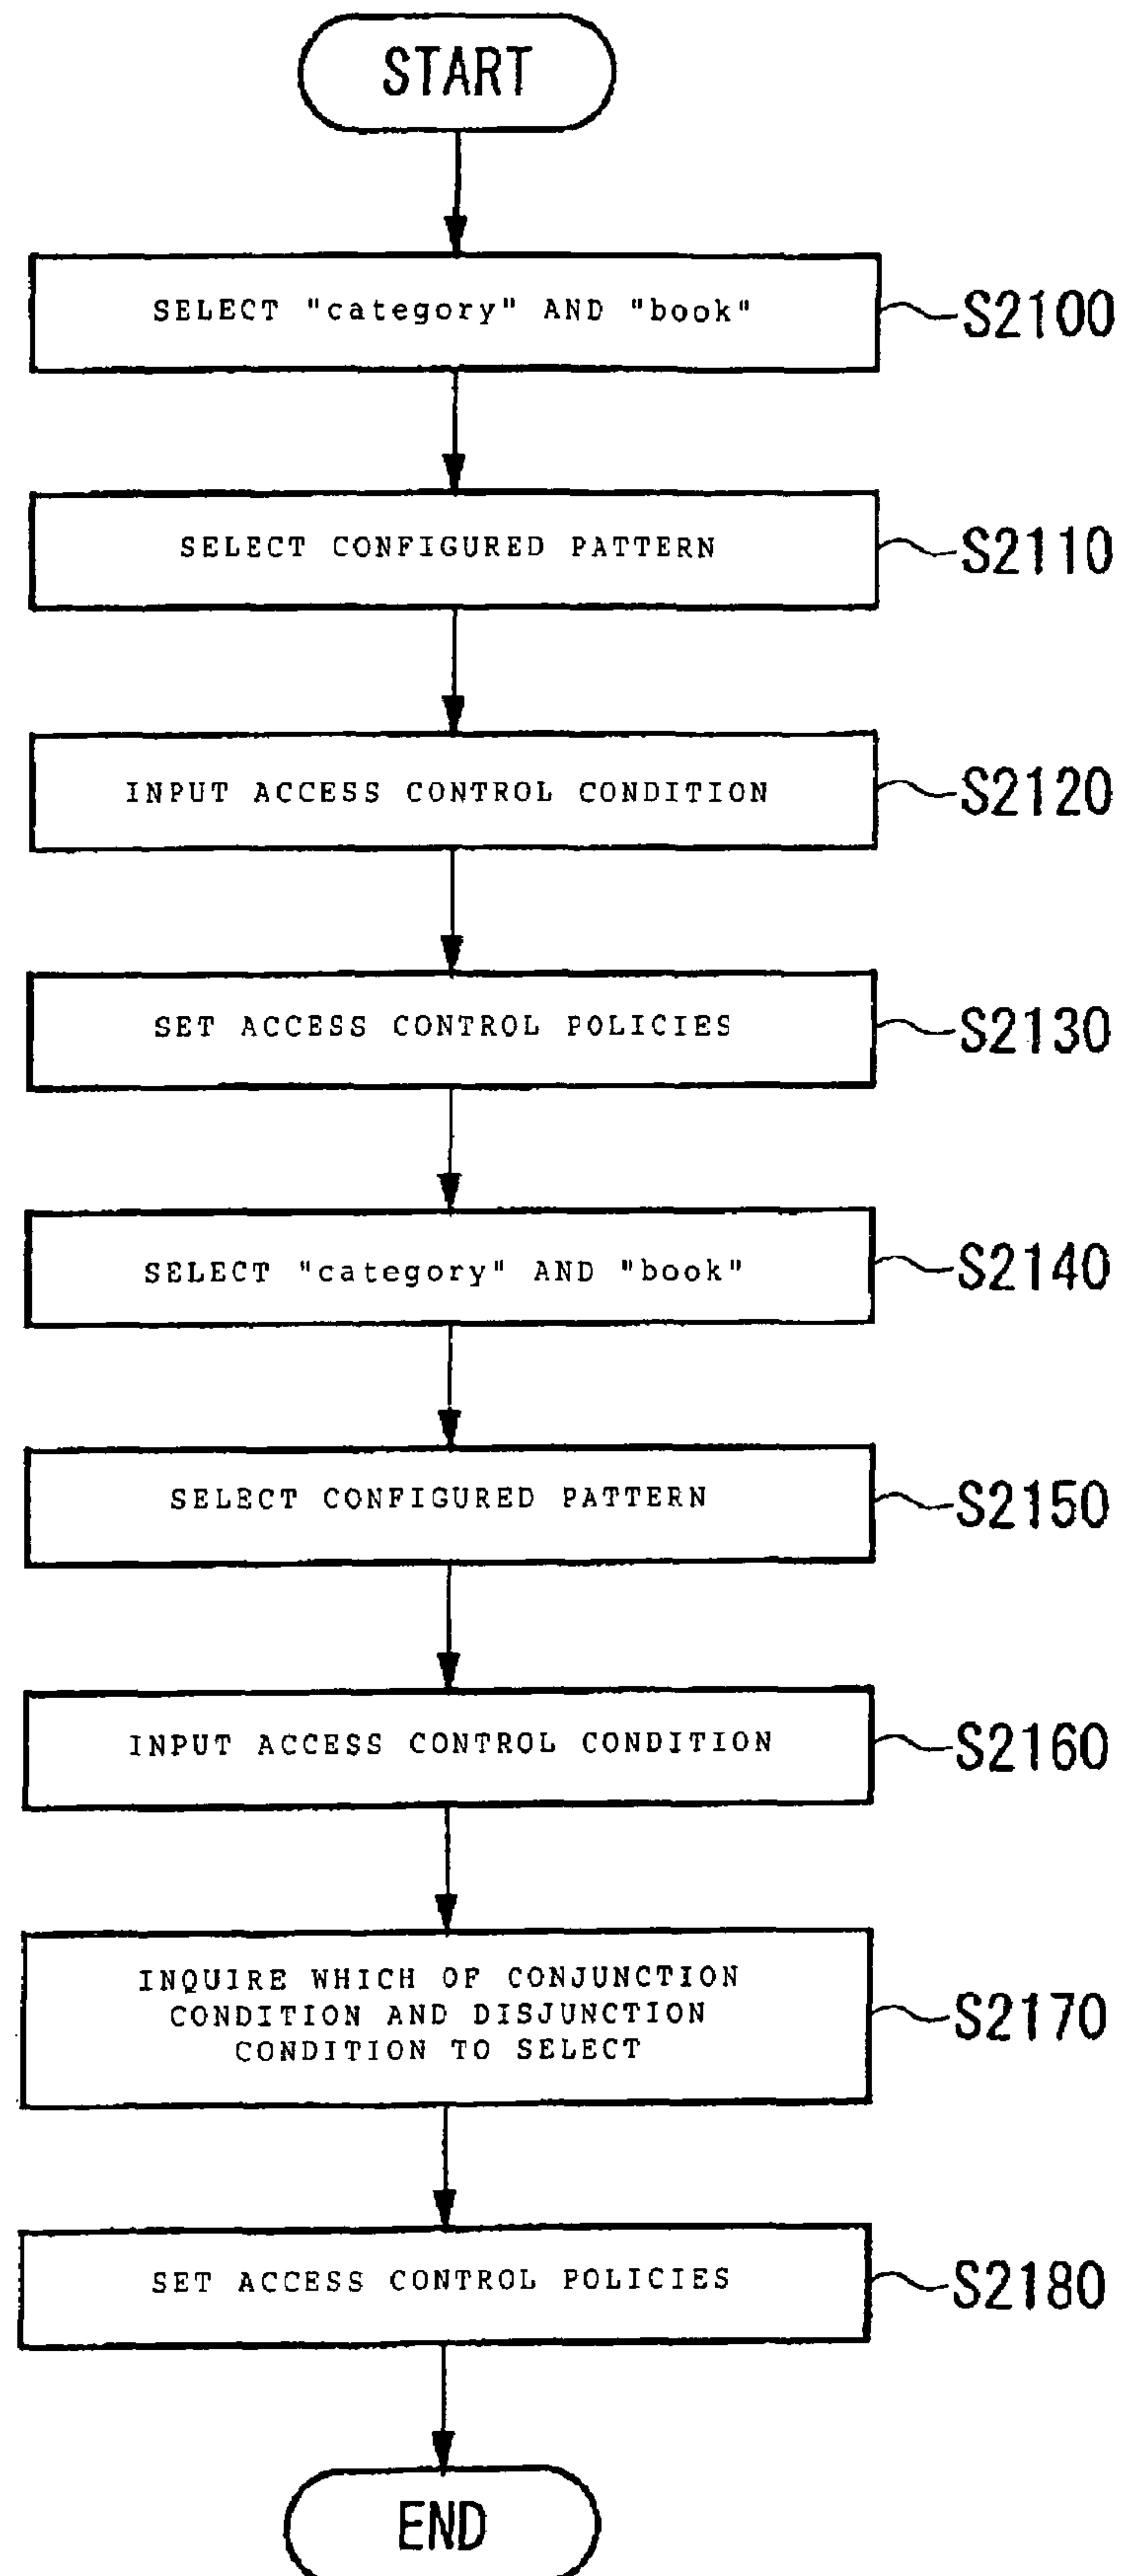 START
SELECT "category" AND "book"
S2100
SELECT CONFIGURED PATTERN
S2110
INPUT ACCESS CONTROL CONDITION
S2120
SET ACCESS CONTROL POLICIES
S2130
SELECT "category" AND "book"
S2140
SELECT CONFIGURED PATTERN
S2150
INPUT ACCESS CONTROL CONDITION
S2160
INQUIRE WHICH OF CONJUNCTION
CONDITION AND DISJUNCTION
CONDITION TO SELECT
S2170
SET ACCESS CONTROL POLICIES
S2180
END